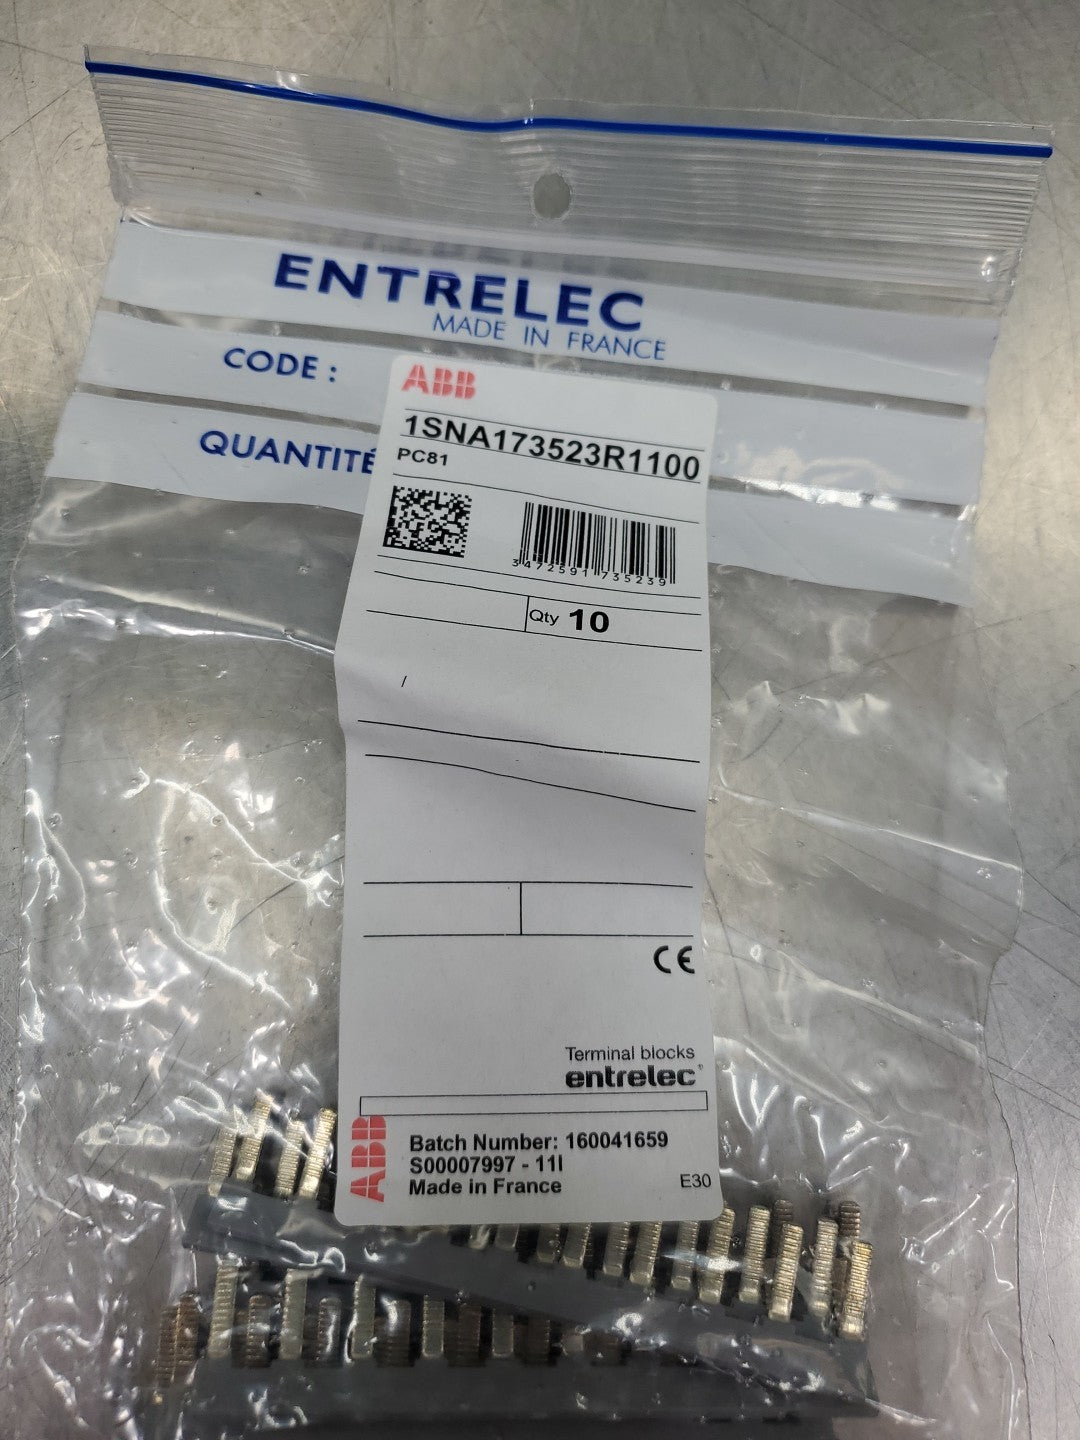 ENTRELEC
MADE IN FRANCE
CODE :
QUANTITÉ
ABB
1SNA173523R1100
PC81
3472591735239
Qty 10
/
CE
Terminal blocks
entrelec®
ABB
Batch Number: 160041659
S00007997 - 11I
Made in France
E30